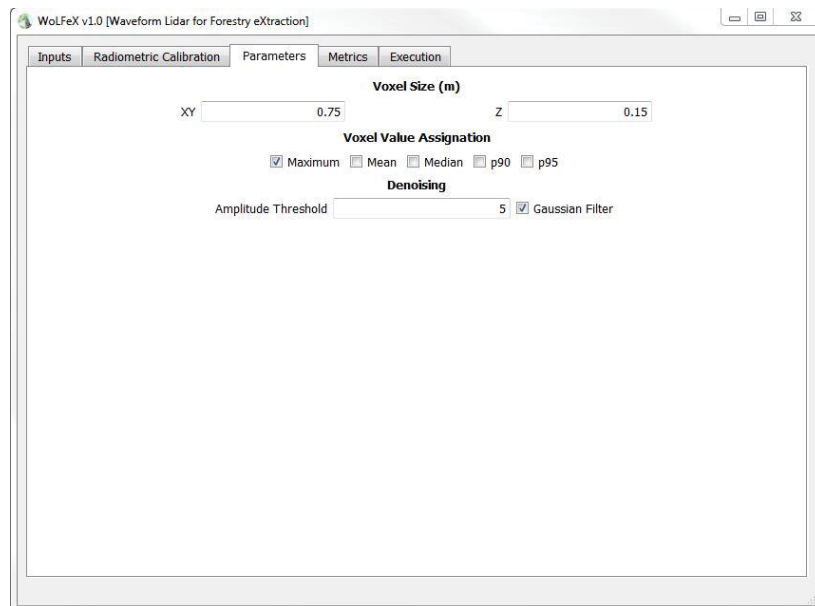 WoLFeX v1.0 [Waveform Lidar for Forestry eXtraction]
Inputs Radiometric Calibration Parameters Metrics Execution
Voxel Size (m)
XY 0.75 Z 0.15
Voxel Value Assignation
Maximum Mean Median p90 p95
Denoising
Amplitude Threshold 5 Gaussian Filter